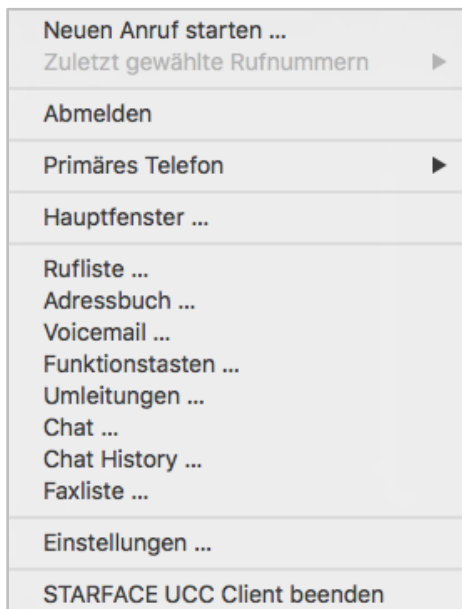 Neuen Anruf starten ...
Zuletzt gewählte Rufnummern
Abmelden
Primäres Telefon
Hauptfenster ...
Rufliste ...
Adressbuch ...
Voicemail ...
Funktionstasten ...
Umleitungen ...
Chat ...
Chat History ...
Faxliste ...
Einstellungen ...
STARFACE UCC Client beenden